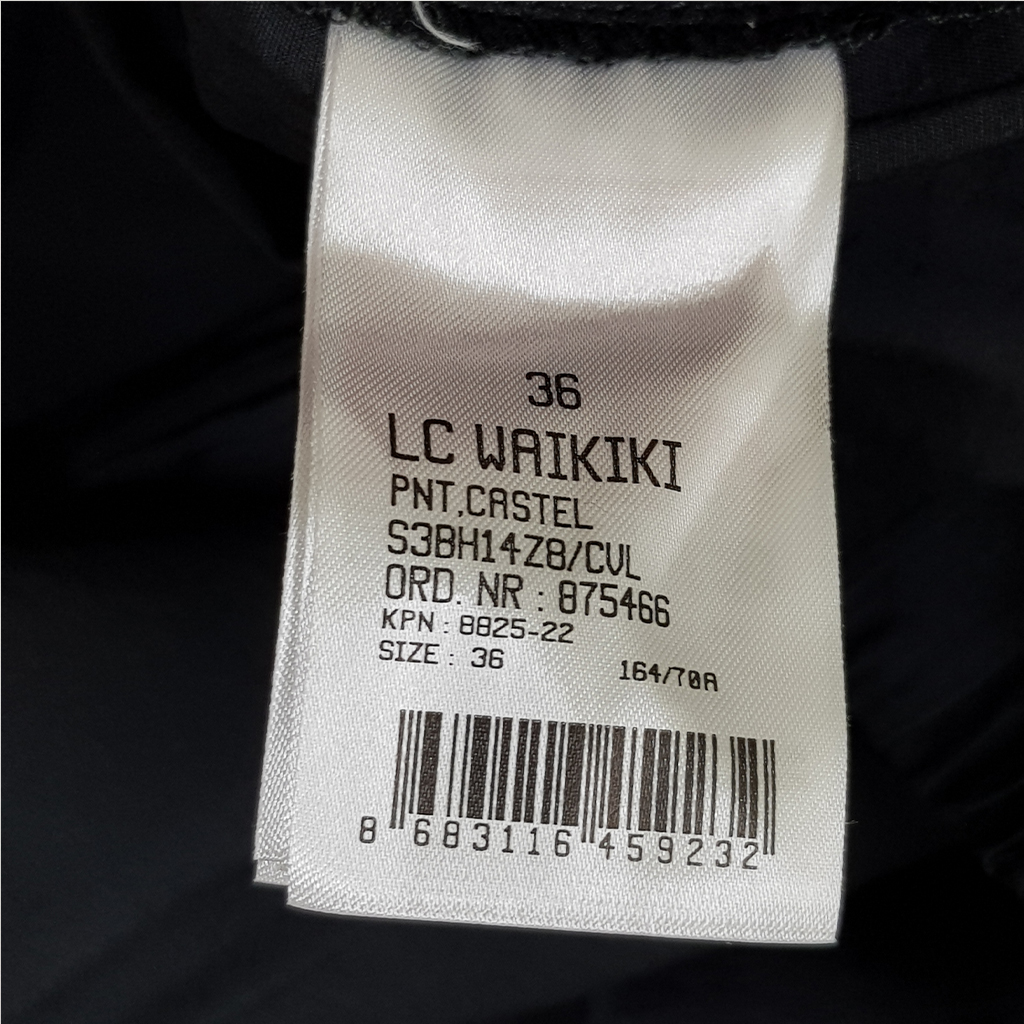 36
LC WAIKIKI
PNT,CASTEL
S3BH14Z8/CVL
ORD. NR : 875466
KPN : 8825-22
SIZE : 36 164/70A
8 683116 459232